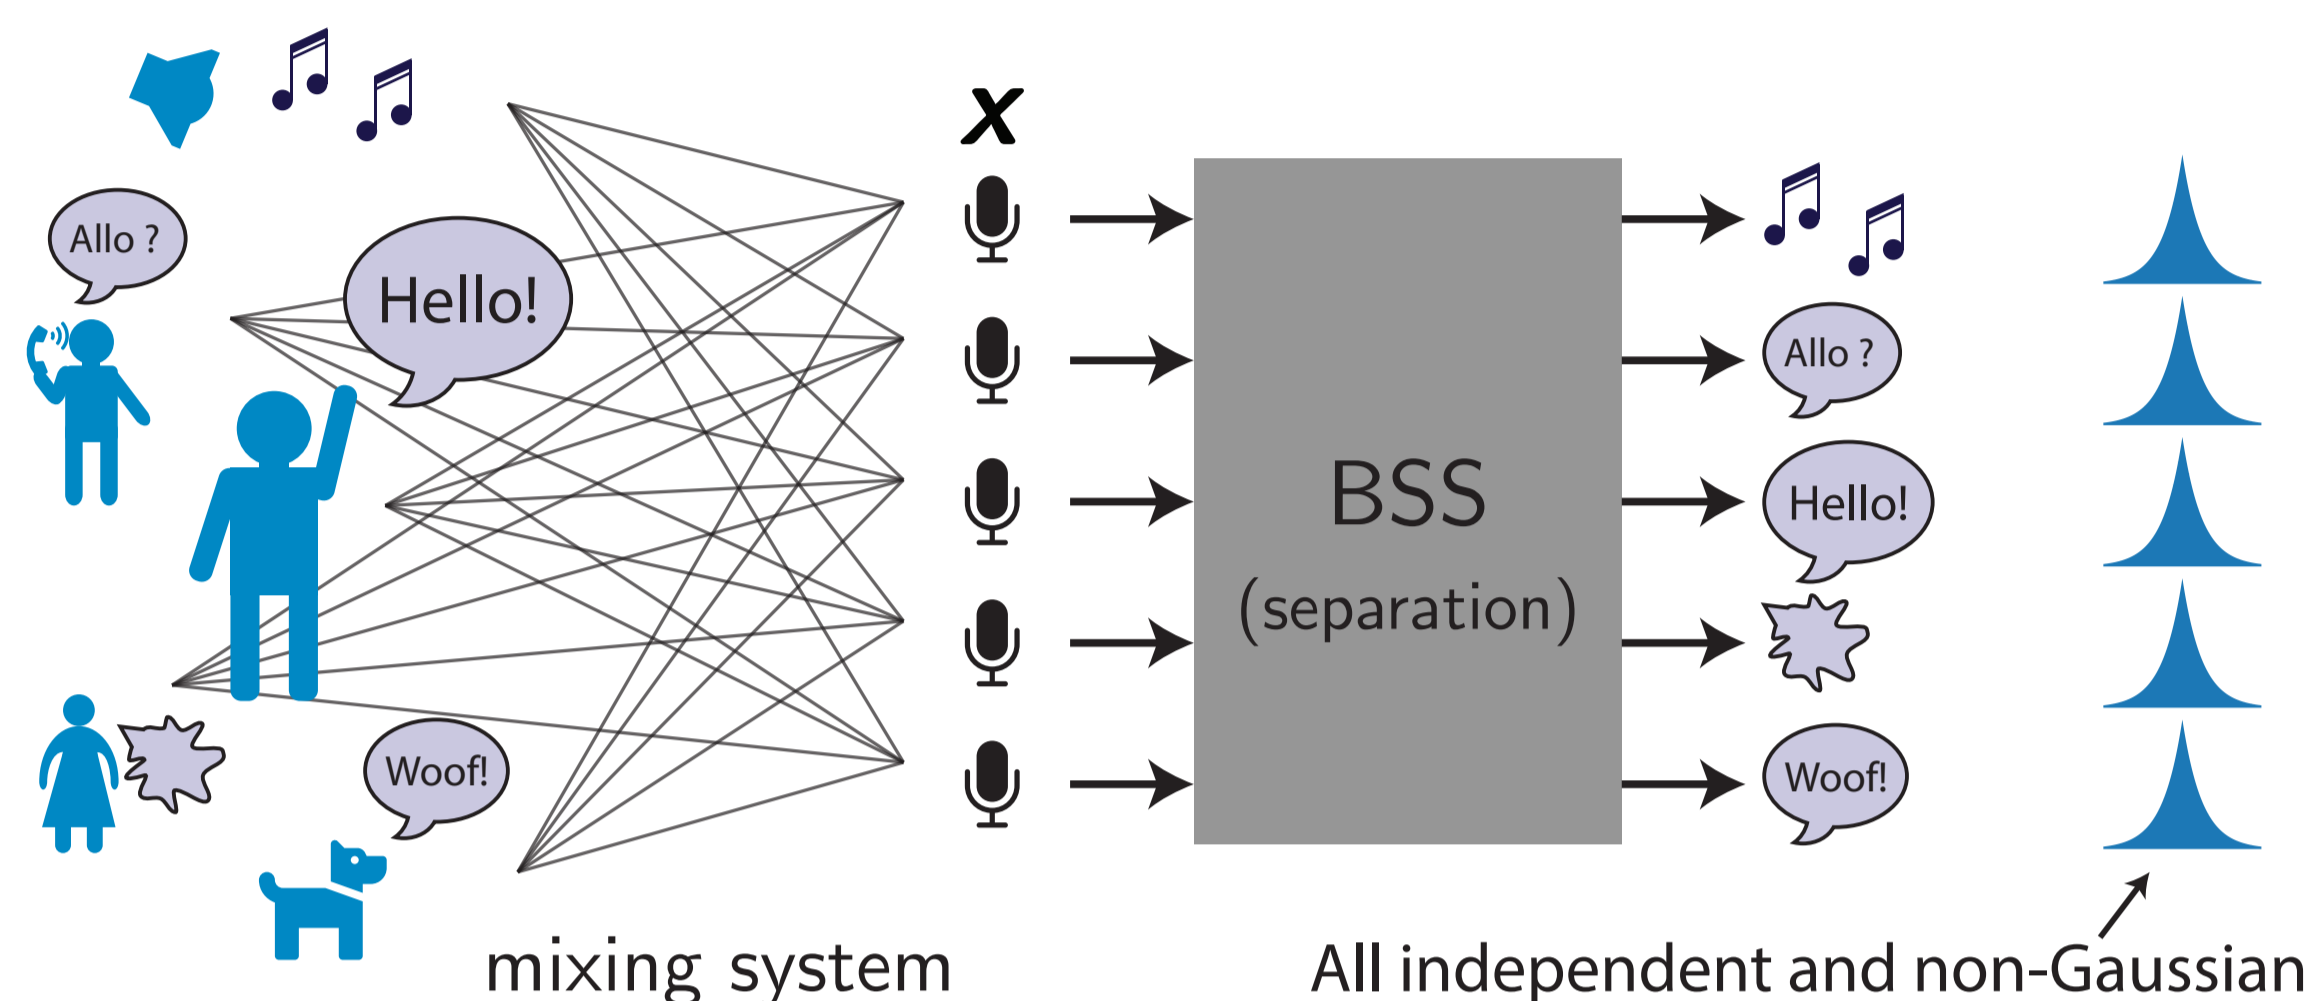 Allo ?
Hello!
Woof!
mixing system
x
BSS
(separation)
Allo ?
Hello!
Woof!
All independent and non-Gaussian